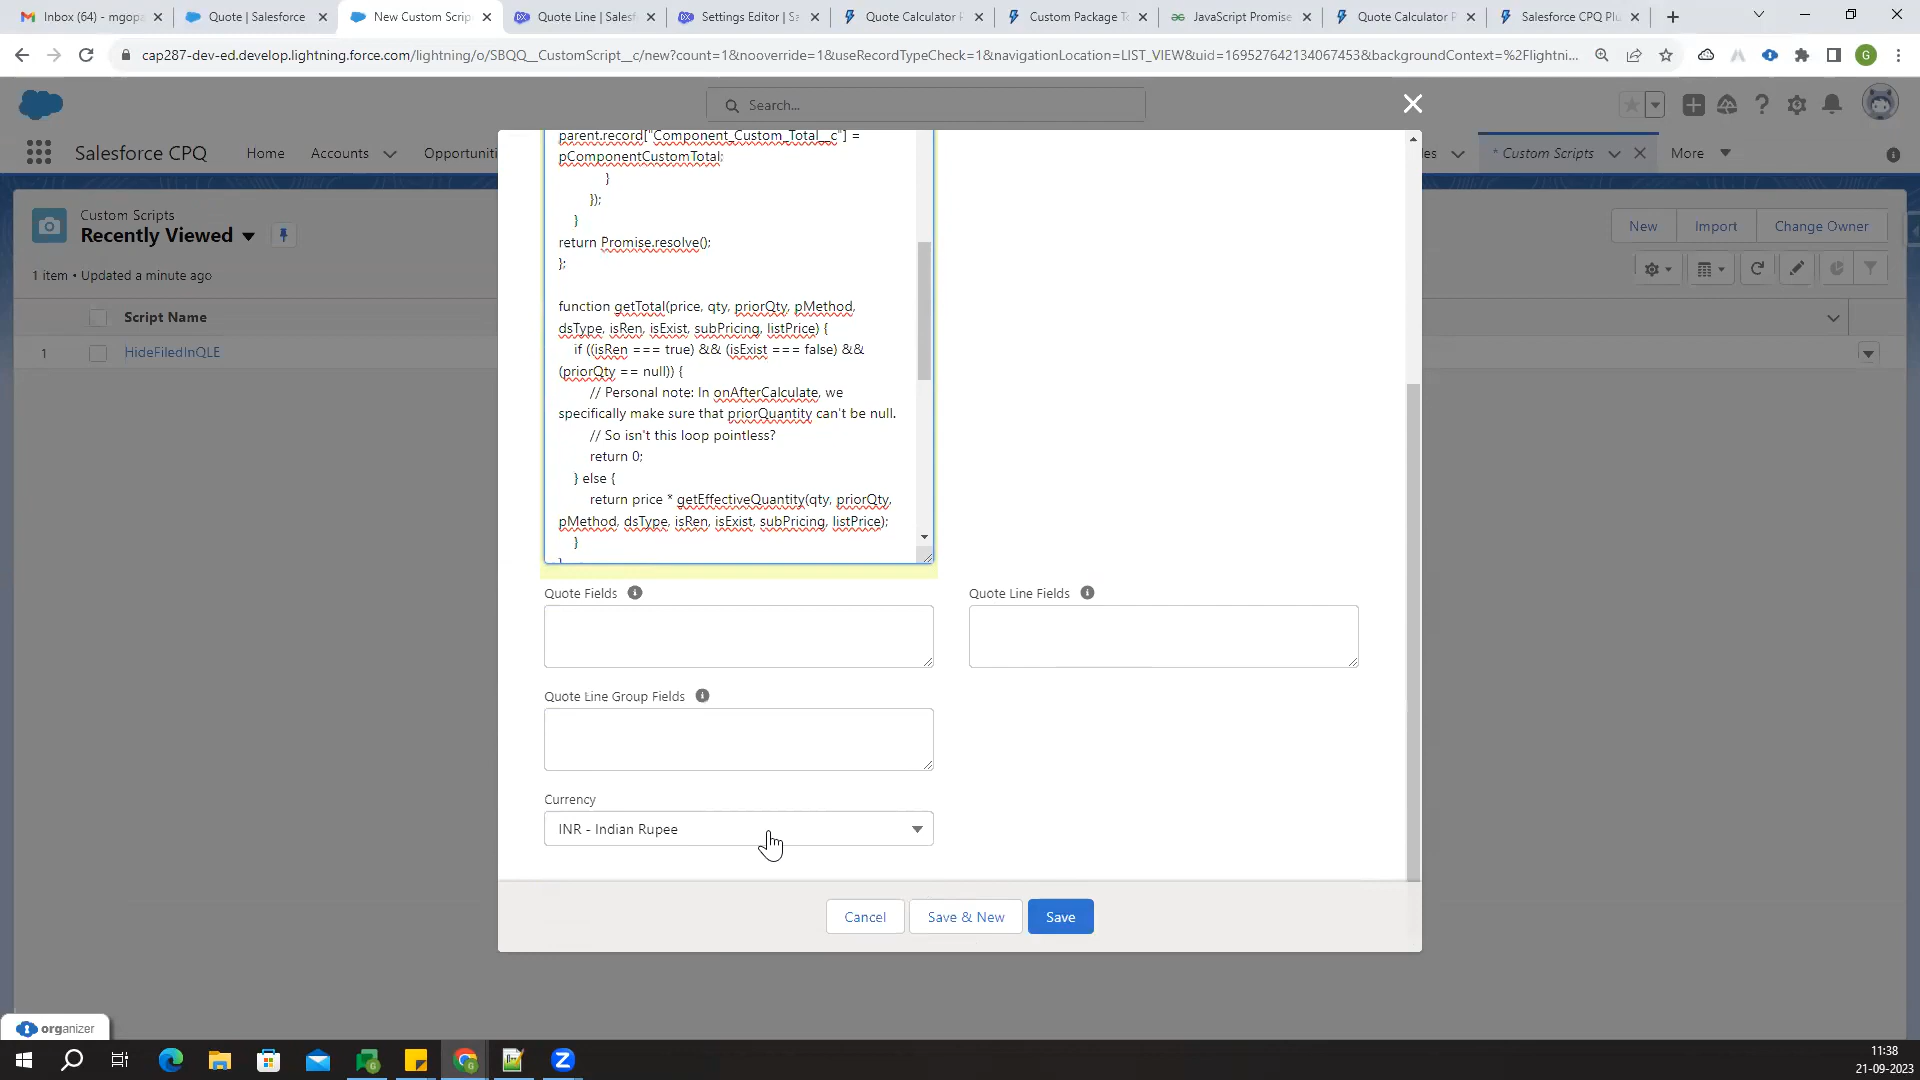 Inbox (64) - mgopa
Quote | Salesforce
New Custom Scrip
Quote Line | Salesf
Settings Editor | Sa
Quote Calculator P
Custom Package To
JavaScript Promise
Quote Calculator P
Salesforce CPQ Plu
cap287-dev-ed.develop.lightning.force.com/lightning/o/SBQQ__CustomScript__c/new?count=1&nooverride=1&useRecordTypeCheck=1&navigationLocation=LIST_VIEW&uid=169527642134067453&backgroundContext=%2Flightni...
G
Search...
Salesforce CPQ
Home
Accounts
Opportuniti
les
* Custom Scripts
More
Custom Scripts
Recently Viewed
New
Import
Change Owner
1 item • Updated a minute ago
Script Name
1
HideFiledInQLE
parent.record["Component_Custom_Total__c"] =
pComponentCustomTotal;
}
});
}
return Promise.resolve();
};
function getTotal(price, qty, priorQty, pMethod,
dsType, isRen, isExist, subPricing, listPrice) {
if ((isRen === true) && (isExist === false) &&
(priorQty == null)) {
// Personal note: In onAfterCalculate, we
specifically make sure that priorQuantity can't be null.
// So isn't this loop pointless?
return 0;
} else {
return price * getEffectiveQuantity(qty, priorQty,
pMethod, dsType, isRen, isExist, subPricing, listPrice);
}
Quote Fields
Quote Line Fields
Quote Line Group Fields
Currency
INR - Indian Rupee
Cancel
Save & New
Save
organizer
11:38
21-09-2023